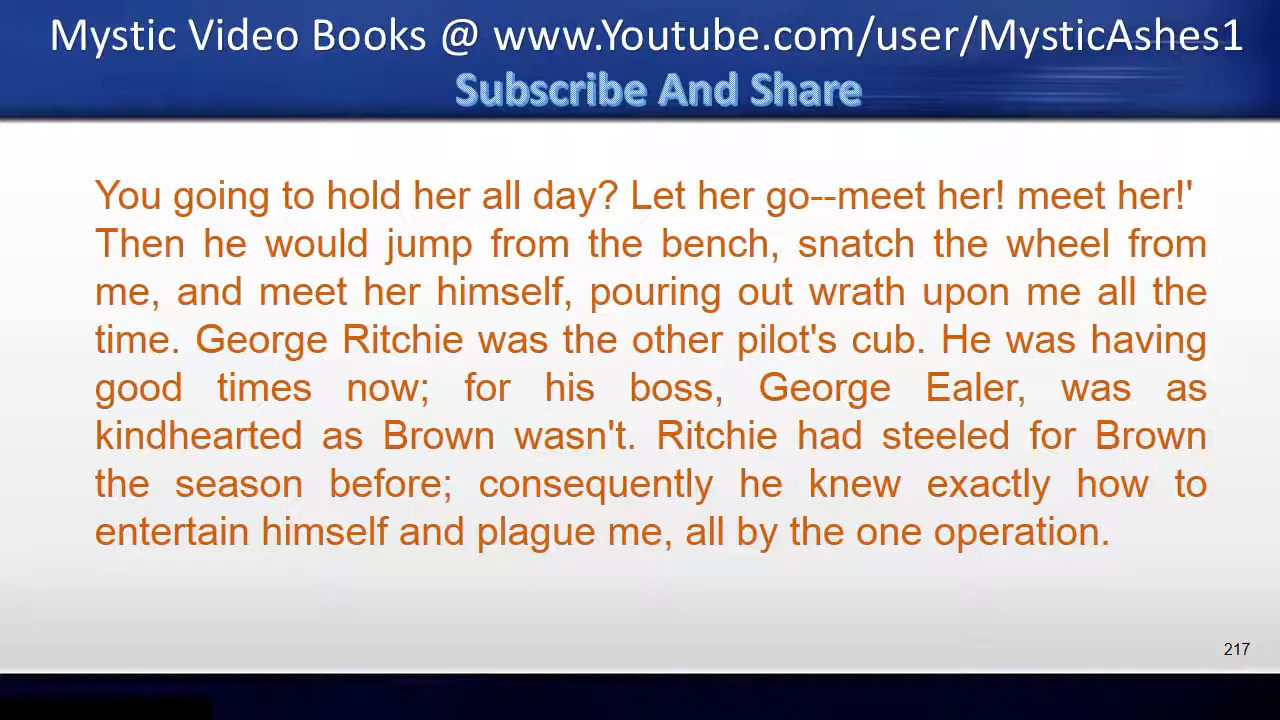 Mystic Video Books @ www.Youtube.com/user/MysticAshes1
Subscribe And Share
You going to hold her all day? Let her go--meet her! meet her!'
Then he would jump from the bench, snatch the wheel from
me, and meet her himself, pouring out wrath upon me all the
time. George Ritchie was the other pilot's cub. He was having
good times now; for his boss, George Ealer, was as
kindhearted as Brown wasn't. Ritchie had steeled for Brown
the season before; consequently he knew exactly how to
entertain himself and plague me, all by the one operation.
217